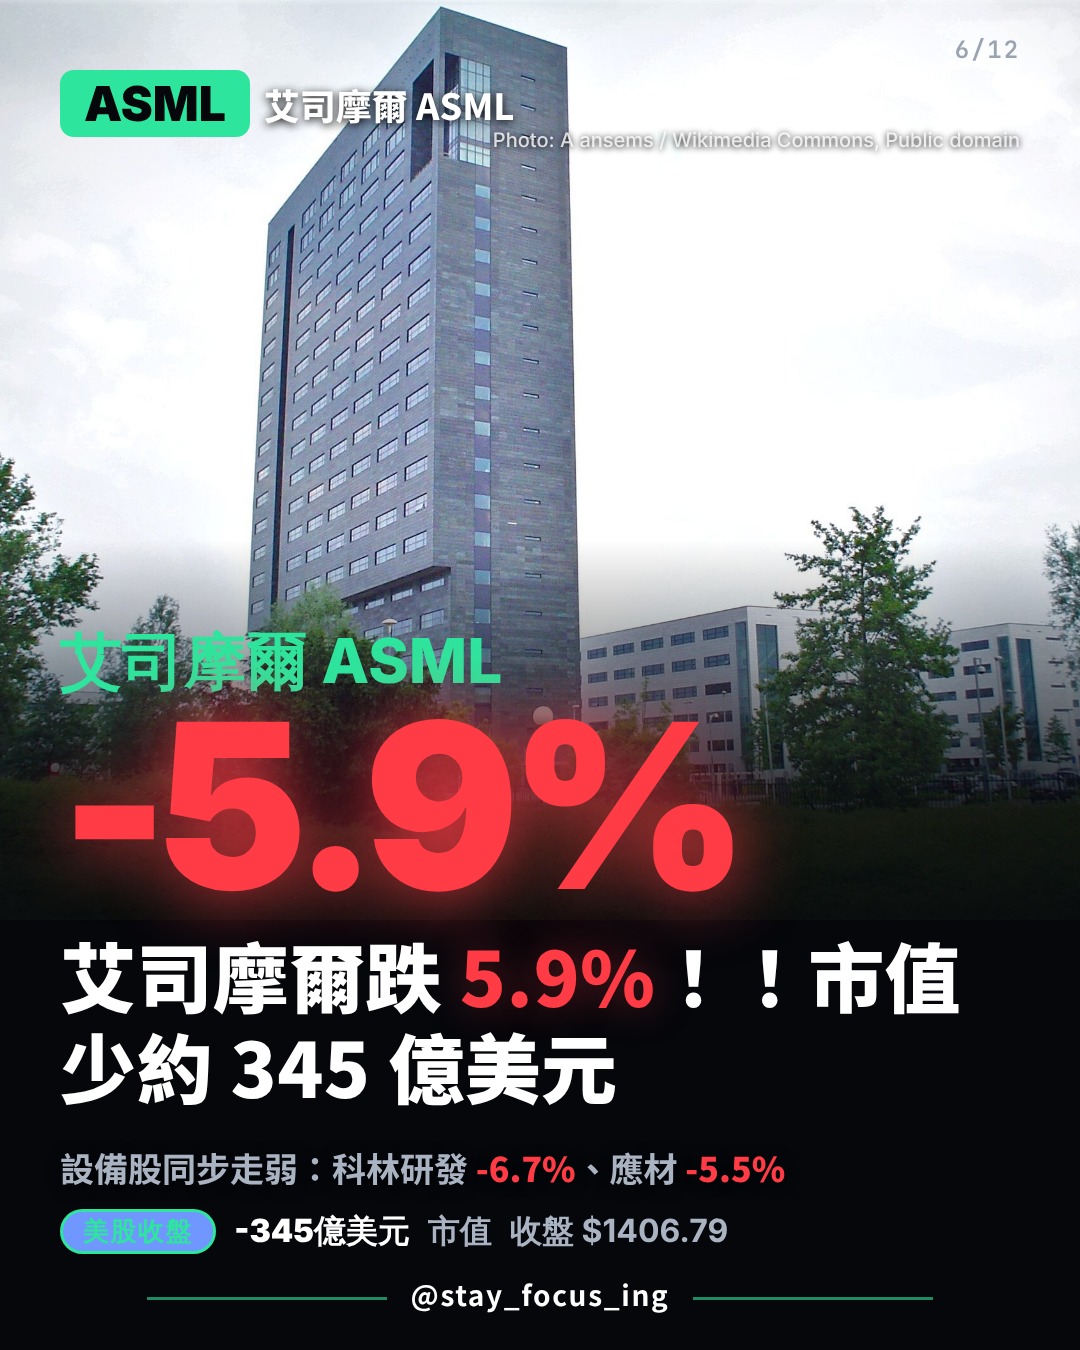 6/12
ASML 艾司摩爾 ASML
Photo: A ansems / Wikimedia Commons, Public domain
艾司摩爾 ASML
-5.9%
艾司摩爾跌 5.9%！！市值
少約 345 億美元
設備股同步走弱：科林研發 -6.7%、應材 -5.5%
美股收盤 -345億美元 市值 收盤 $1406.79
@stay_focus_ing